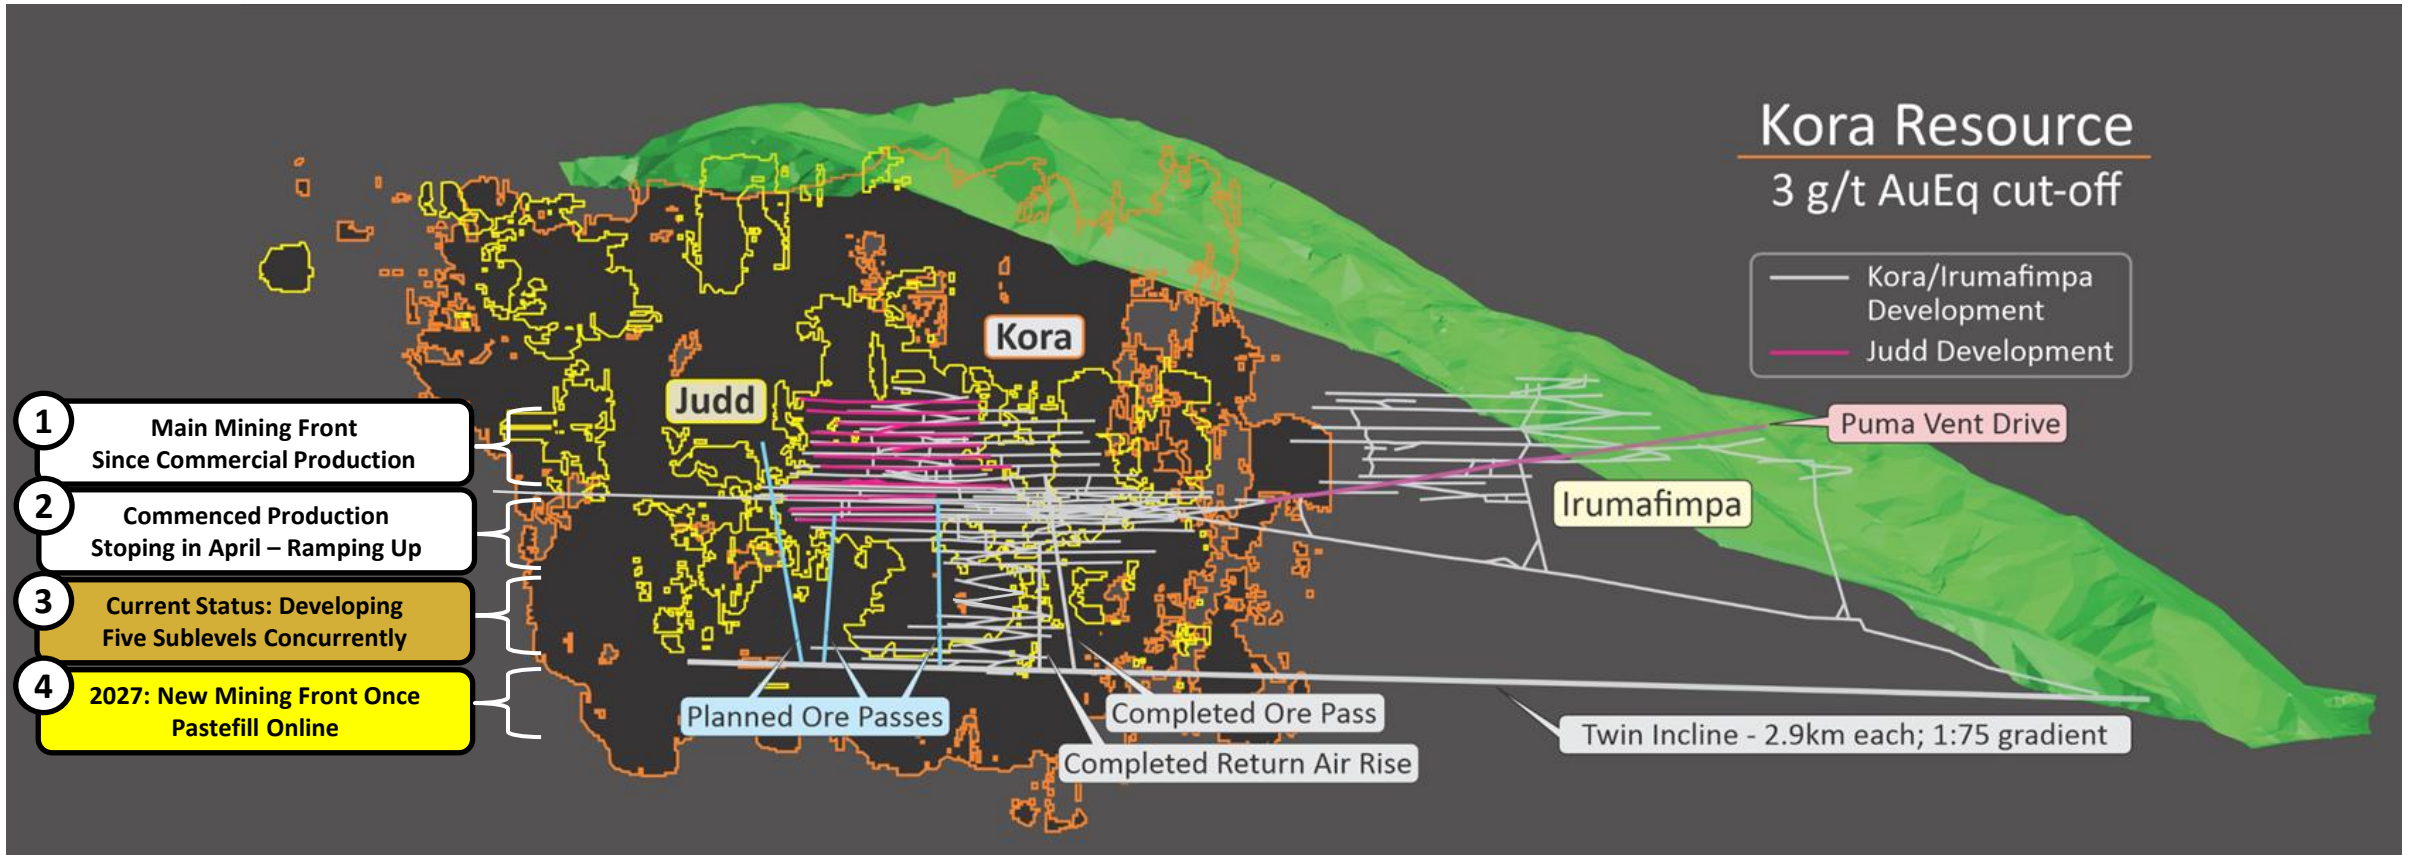 Kora Resource
3 g/t AuEq cut-off
Kora/Irumafimpa
Development
Judd Development
Kora
Judd
Puma Vent Drive
Irumafimpa
1
Main Mining Front
Since Commercial Production
2
Commenced Production
Stoping in April – Ramping Up
3
Current Status: Developing
Five Sublevels Concurrently
4
2027: New Mining Front Once
Pastefill Online
Planned Ore Passes
Completed Ore Pass
Completed Return Air Rise
Twin Incline - 2.9km each; 1:75 gradient